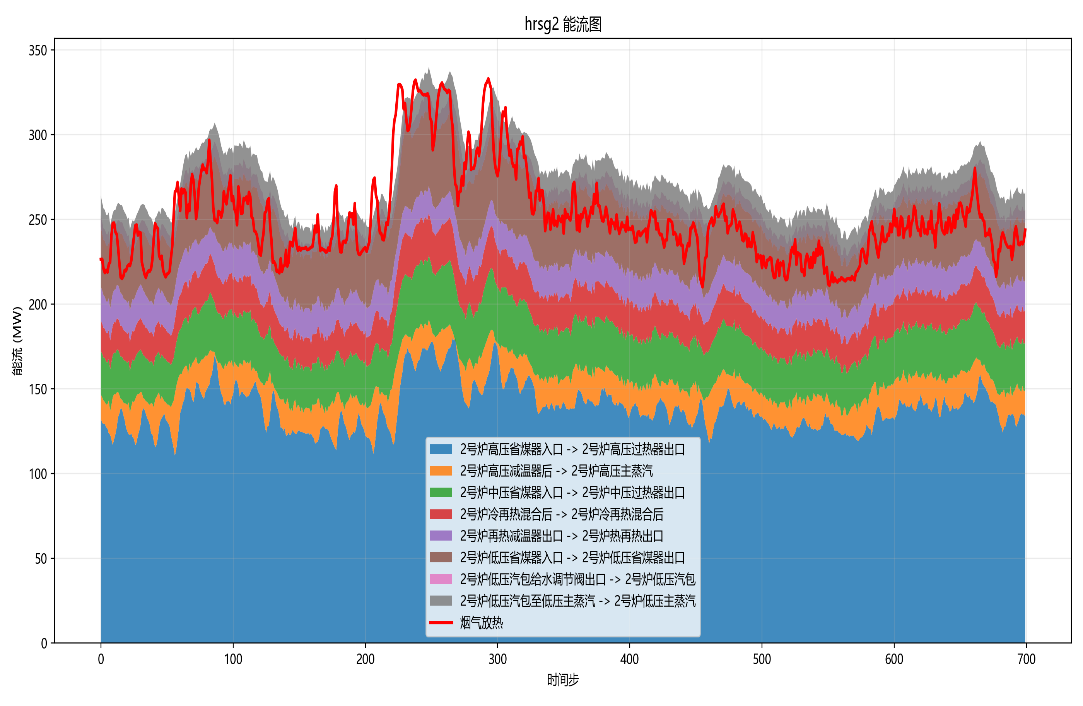 hrsg2 能流图
350
300
250
200
150
100
50
0
能流 (MW)
2号炉高压省煤器入口 -> 2号炉高压过热器出口
2号炉高压减温器后 -> 2号炉高压主蒸汽
2号炉中压省煤器入口 -> 2号炉中压过热器出口
2号炉冷再热混合后 -> 2号炉冷再热混合后
2号炉再热减温器出口 -> 2号炉热再热出口
2号炉低压省煤器入口 -> 2号炉低压省煤器出口
2号炉低压汽包给水调节阀出口 -> 2号炉低压汽包
2号炉低压汽包至低压主蒸汽 -> 2号炉低压主蒸汽
烟气放热
0 100 200 300 400 500 600 700
时间步